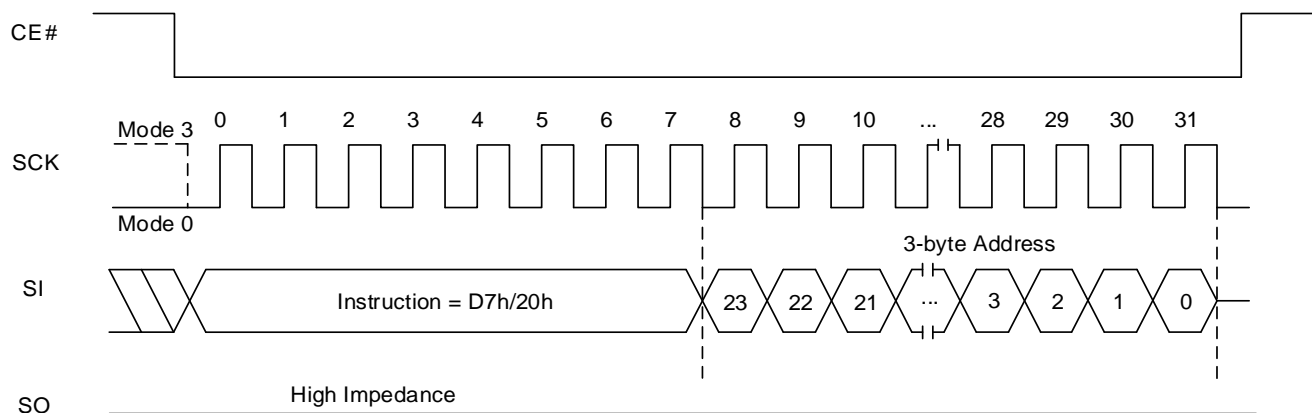 CE#
0 1 2 3 4 5 6 7 8 9 10 ... 28 29 30 31
Mode 3
SCK
Mode 0
3-byte Address
SI
Instruction = D7h/20h 23 22 21 ... 3 2 1 0
High Impedance
SO